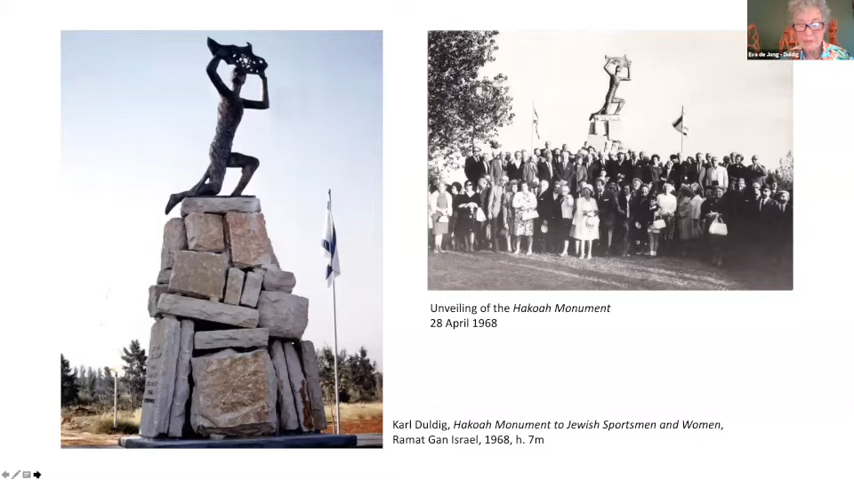 Eva de Jong - Duldig
Unveiling of the Hakoah Monument
28 April 1968
Karl Duldig, Hakoah Monument to Jewish Sportsmen and Women,
Ramat Gan Israel, 1968, h. 7m